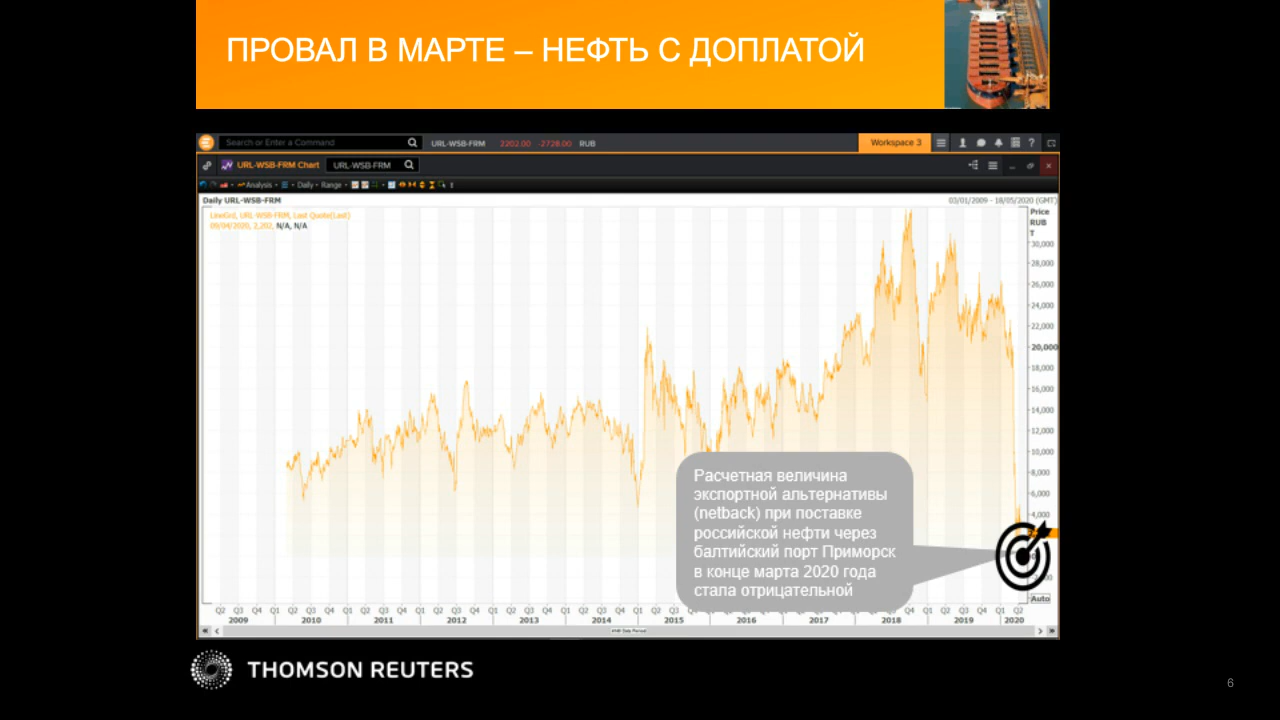 ПРОВАЛ В МАРТЕ – НЕФТЬ С ДОПЛАТОЙ
Search or Enter a Command URL-WSB-FRM 2202.00 -2728.00 RUB Workspace 3
URL-WSB-FRM Chart URL-WSB-FRM
Analysis Daily Range
Daily URL-WSB-FRM 03/01/2009 - 18/05/2020 (GMT)
LineGrd, URL-WSB-FRM, Last Quote(Last)
09/04/2020, 2,202, N/A, N/A
Price
RUB
T
30,000
28,000
26,000
24,000
22,000
20,000
18,000
16,000
14,000
12,000
10,000
8,000
6,000
4,000
Расчетная величина
экспортной альтернативы
(netback) при поставке
российской нефти через
балтийский порт Приморск
в конце марта 2020 года
стала отрицательной
Auto
Q2 Q3 Q4 Q1 Q2 Q3 Q4 Q1 Q2 Q3 Q4 Q1 Q2 Q3 Q4 Q1 Q2 Q3 Q4 Q1 Q2 Q3 Q4 Q1 Q2 Q3 Q4 Q1 Q2 Q3 Q4 Q1 Q2 Q3 Q4 Q1 Q2 Q3 Q4 Q1 Q2 Q3 Q4 Q1 Q2
2009 2010 2011 2012 2013 2014 2015 2016 2017 2018 2019 2020
THOMSON REUTERS
6